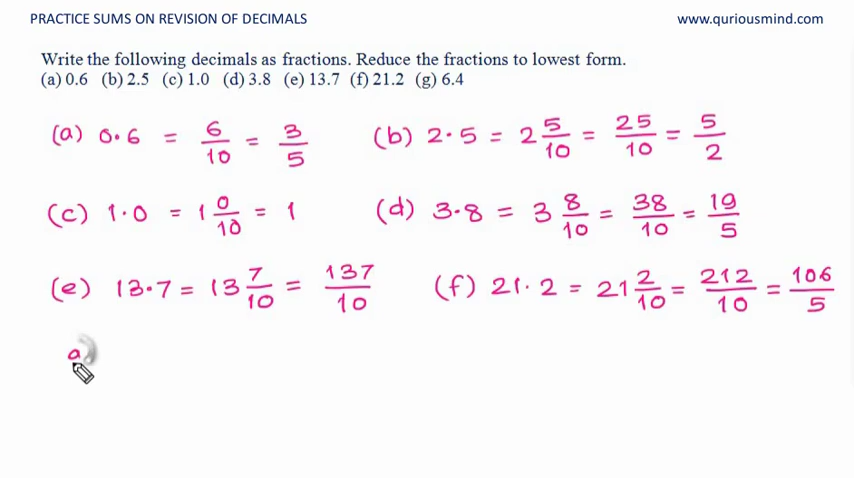 PRACTICE SUMS ON REVISION OF DECIMALS www.quriousmind.com
Write the following decimals as fractions. Reduce the fractions to lowest form.
(a) 0.6 (b) 2.5 (c) 1.0 (d) 3.8 (e) 13.7 (f) 21.2 (g) 6.4
(a) 0.6 = 6/10 = 3/5 (b) 2.5 = 2 5/10 = 25/10 = 5/2
(c) 1.0 = 1 0/10 = 1 (d) 3.8 = 3 8/10 = 38/10 = 19/5
(e) 13.7 = 13 7/10 = 137/10 (f) 21.2 = 21 2/10 = 212/10 = 106/5